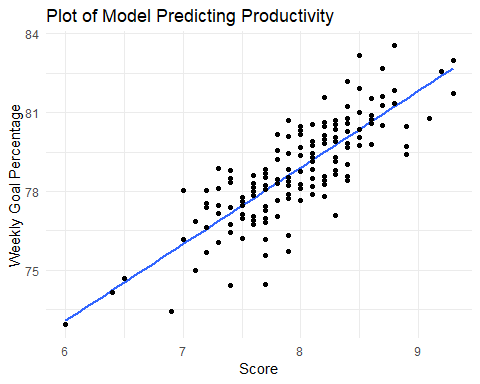 Plot of Model Predicting Productivity
84
81
78
75
Weekly Goal Percentage
6 7 8 9
Score